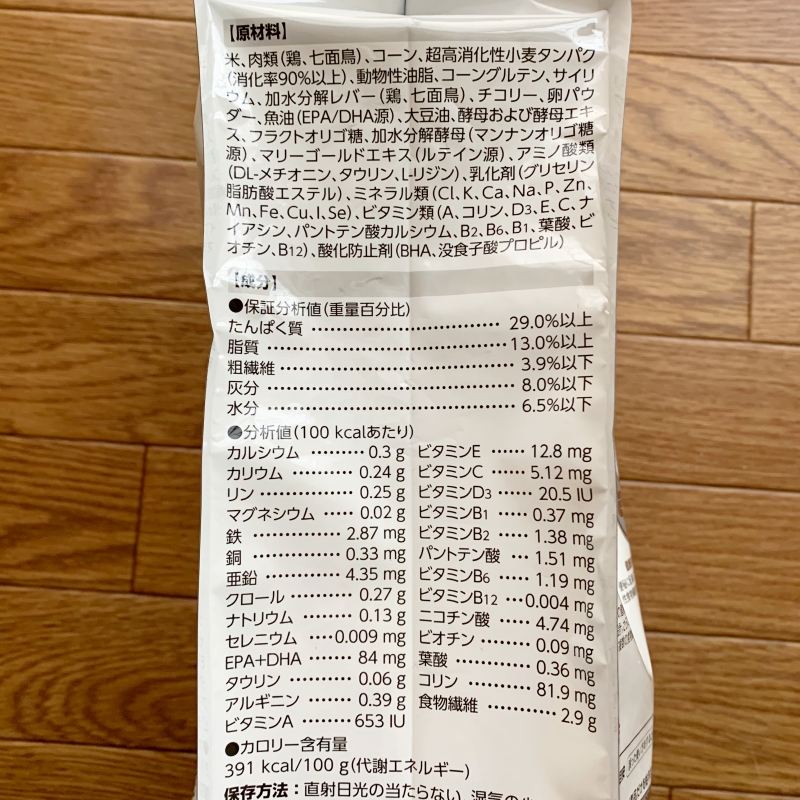 【原材料】
米、肉類（鶏、七面鳥）、コーン、超高消化性小麦タンパク
（消化率90%以上）、動物性油脂、コーングルテン、サイリ
ウム、加水分解レバー（鶏、七面鳥）、チコリー、卵パウ
ダー、魚油（EPA/DHA源）、大豆油、酵母および酵母エキ
ス、フラクトオリゴ糖、加水分解酵母（マンナンオリゴ糖
源）、マリーゴールドエキス（ルテイン源）、アミノ酸類
（DL-メチオニン、タウリン、L-リジン）、乳化剤（グリセリン
脂肪酸エステル）、ミネラル類（Cl、K、Ca、Na、P、Zn、
Mn、Fe、Cu、I、Se）、ビタミン類（A、コリン、D3、E、C、ナ
イアシン、パントテン酸カルシウム、B2、B6、B1、葉酸、ビ
オチン、B12）、酸化防止剤（BHA、没食子酸プロピル）
【成分】
●保証分析値（重量百分比）
たんぱく質 ………………… 29.0%以上
脂質 ………………… 13.0%以上
粗繊維 ………………… 3.9%以下
灰分 ………………… 8.0%以下
水分 ………………… 6.5%以下
●分析値（100 kcalあたり）
カルシウム ……… 0.3 g
カリウム ……… 0.24 g
リン ……… 0.25 g
マグネシウム …… 0.02 g
鉄 ……… 2.87 mg
銅 ……… 0.33 mg
亜鉛 ……… 4.35 mg
クロール ……… 0.27 g
ナトリウム ……… 0.13 g
セレニウム …… 0.009 mg
EPA+DHA ……… 84 mg
タウリン ……… 0.06 g
アルギニン ……… 0.39 g
ビタミンA ……… 653 IU
ビタミンE …… 12.8 mg
ビタミンC …… 5.12 mg
ビタミンD3 …… 20.5 IU
ビタミンB1 …… 0.37 mg
ビタミンB2 …… 1.38 mg
パントテン酸 … 1.51 mg
ビタミンB6 …… 1.19 mg
ビタミンB12 … 0.004 mg
ニコチン酸 …… 4.74 mg
ビオチン ……… 0.09 mg
葉酸 ……… 0.36 mg
コリン ……… 81.9 mg
食物繊維 ……… 2.9 g
●カロリー含有量
391 kcal/100 g（代謝エネルギー）
保存方法：直射日光の当たらない、湿気の